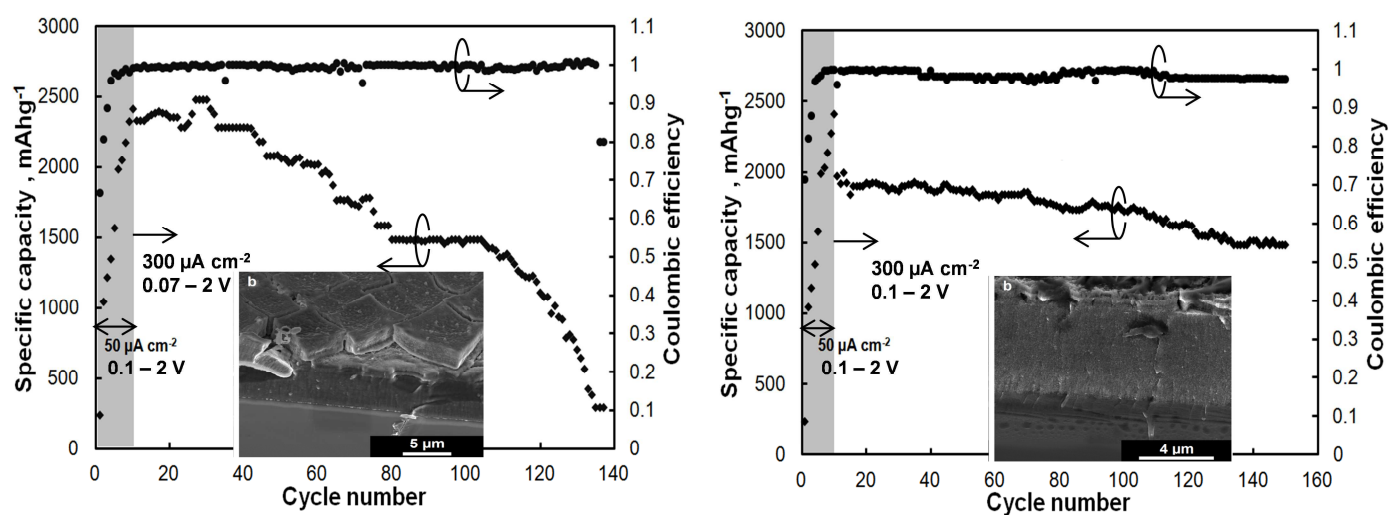 3000
2500
2000
1500
1000
500
0
Specific capacity , mAhg⁻¹
1.1
1
0.9
0.8
0.7
0.6
0.5
0.4
0.3
0.2
0.1
0
Coulombic efficiency
300 µA cm⁻²
0.07 – 2 V
50 µA cm⁻²
0.1 – 2 V
b
5 µm
0 20 40 60 80 100 120 140
Cycle number
3000
2500
2000
1500
1000
500
0
Specific capacity , mAhg⁻¹
1.1
1
0.9
0.8
0.7
0.6
0.5
0.4
0.3
0.2
0.1
0
Coulombic efficiency
300 µA cm⁻²
0.1 – 2 V
50 µA cm⁻²
0.1 – 2 V
b
4 µm
0 20 40 60 80 100 120 140 160
Cycle number